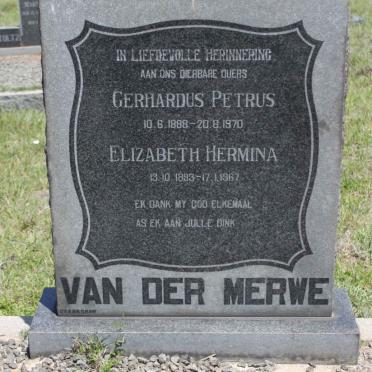 IN LIEFDEVOLLE HERINNERING
AAN ONS DIERBARE OUERS
GERHARDUS PETRUS
10.6.1888-20.8.1970
ELIZABETH HERMINA
13.10.1893-17.1.1967
EK DANK MY GOD ELKEMAAL
AS EK AAN JULLE DINK
VAN DER MERWE